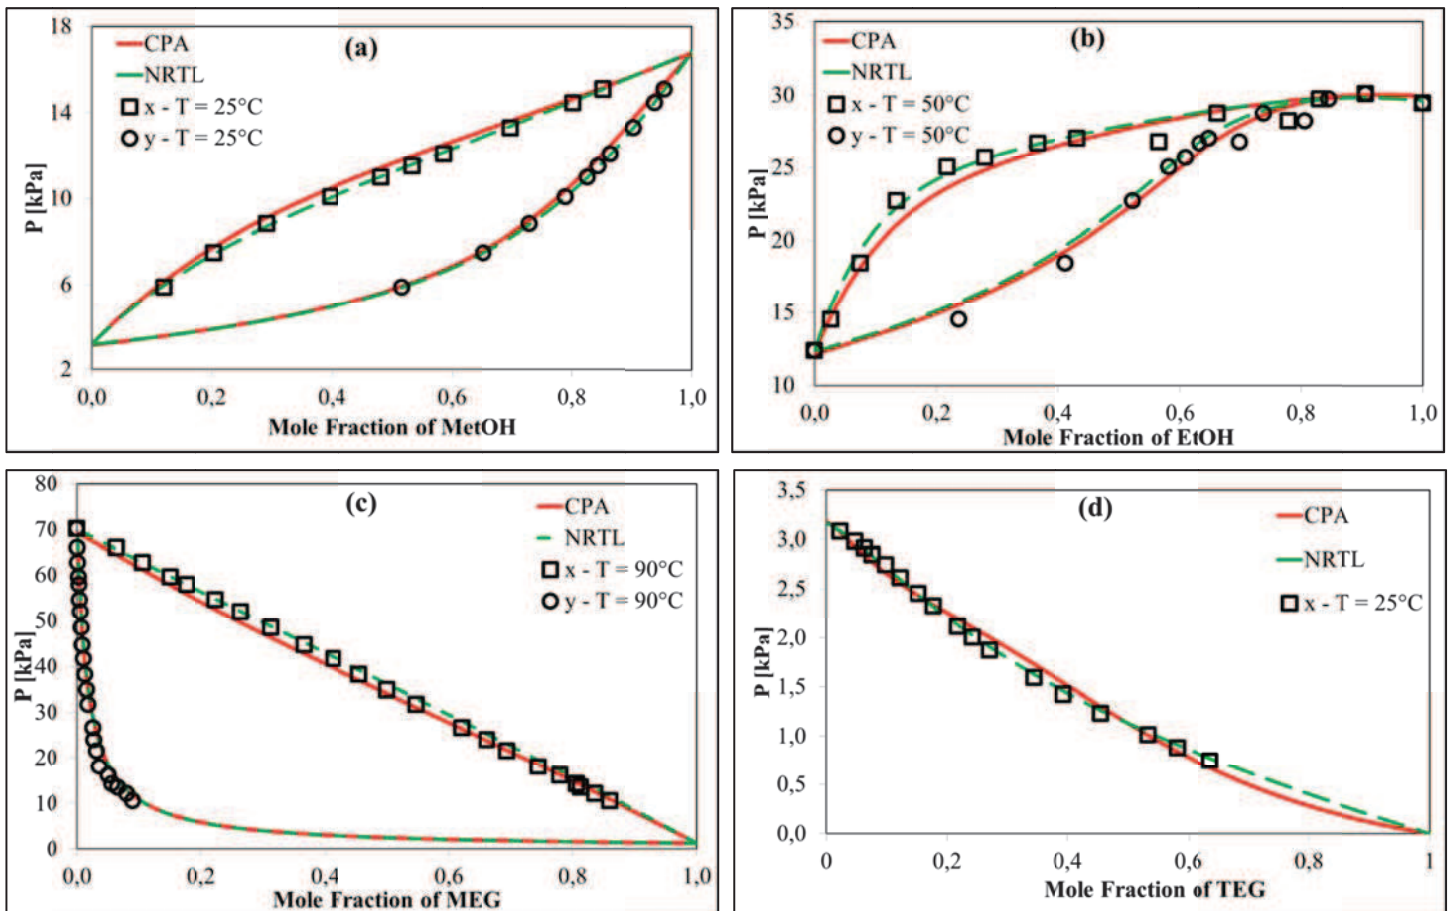 (a)
CPA
NRTL
x - T = 25°C
y - T = 25°C
P [kPa]
18
14
10
6
2
0,0 0,2 0,4 0,6 0,8 1,0
Mole Fraction of MetOH
(b)
CPA
NRTL
x - T = 50°C
y - T = 50°C
P [kPa]
35
30
25
20
15
10
0,0 0,2 0,4 0,6 0,8 1,0
Mole Fraction of EtOH
(c)
CPA
NRTL
x - T = 90°C
y - T = 90°C
P [kPa]
80
70
60
50
40
30
20
10
0
0,0 0,2 0,4 0,6 0,8 1,0
Mole Fraction of MEG
(d)
CPA
NRTL
x - T = 25°C
P [kPa]
3,5
3,0
2,5
2,0
1,5
1,0
0,5
0,0
0 0,2 0,4 0,6 0,8 1
Mole Fraction of TEG